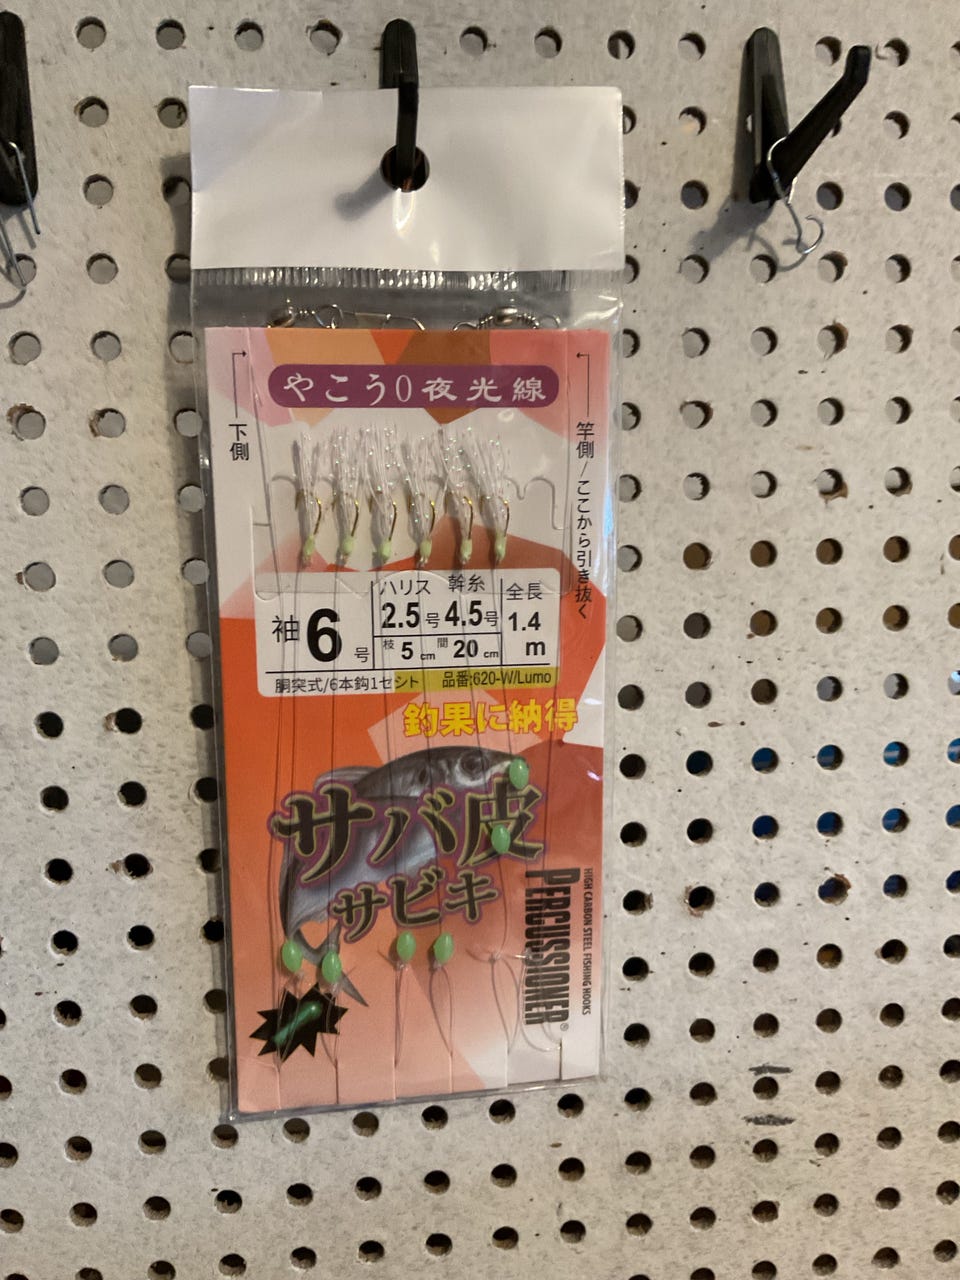 やこう0夜光線
下側
竿側/ここから引き抜く
袖6号
ハリス 幹糸 全長
2.5号 4.5号 1.4
枝5cm 間20cm m
胴突式/6本鈎1セシト 品番:620-W/Lumo
釣果に納得
サバ皮
サビキ
PERCUSSIONER®
HIGH CARBON STEEL FISHING HOOKS